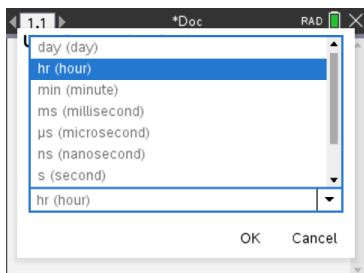 1.1
*Doc
RAD
day (day)
hr (hour)
min (minute)
ms (millisecond)
µs (microsecond)
ns (nanosecond)
s (second)
hr (hour)
OK Cancel